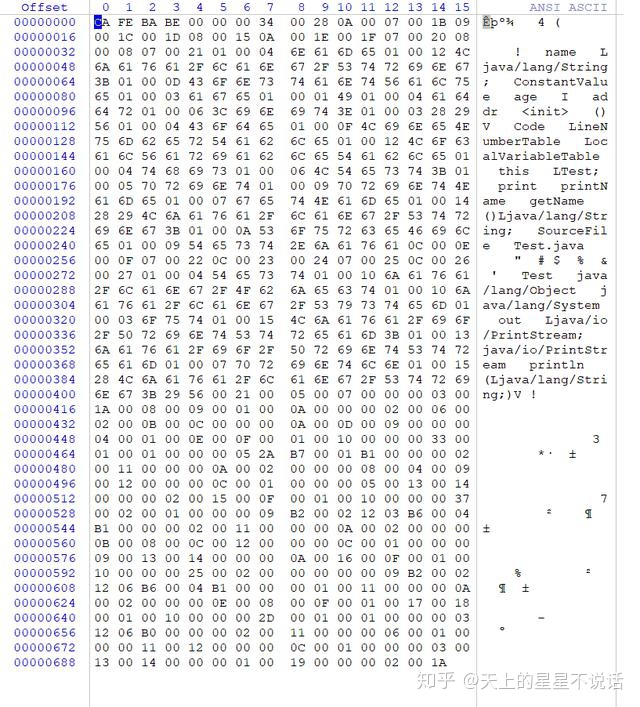 Offset 0 1 2 3 4 5 6 7 8 9 10 11 12 13 14 15 ANSI ASCII
00000000 CA FE BA BE 00 00 00 34 00 28 0A 00 07 00 1B 09 Êþº¾ 4 (
00000016 00 1C 00 1D 08 00 15 0A 00 1E 00 1F 07 00 20 08
00000032 00 08 07 00 21 01 00 04 6E 61 6D 65 01 00 12 4C ! name L
00000048 6A 61 76 61 2F 6C 61 6E 67 2F 53 74 72 69 6E 67 java/lang/String
00000064 3B 01 00 0D 43 6F 6E 73 74 61 6E 74 56 61 6C 75 ; ConstantValu
00000080 65 01 00 03 61 67 65 01 00 01 49 01 00 04 61 64 e age I ad
00000096 64 72 01 00 06 3C 69 6E 69 74 3E 01 00 03 28 29 dr <init> ()
00000112 56 01 00 04 43 6F 64 65 01 00 0F 4C 69 6E 65 4E V Code LineN
00000128 75 6D 62 65 72 54 61 62 6C 65 01 00 12 4C 6F 63 umberTable Loc
00000144 61 6C 56 61 72 69 61 62 6C 65 54 61 62 6C 65 01 alVariableTable
00000160 00 04 74 68 69 73 01 00 06 4C 54 65 73 74 3B 01 this LTest;
00000176 00 05 70 72 69 6E 74 01 00 09 70 72 69 6E 74 4E print printN
00000192 61 6D 65 01 00 07 67 65 74 4E 61 6D 65 01 00 14 ame getName
00000208 28 29 4C 6A 61 76 61 2F 6C 61 6E 67 2F 53 74 72 ()Ljava/lang/Str
00000224 69 6E 67 3B 01 00 0A 53 6F 75 72 63 65 46 69 6C ing; SourceFil
00000240 65 01 00 09 54 65 73 74 2E 6A 61 76 61 0C 00 0E e Test.java
00000256 00 0F 07 00 22 0C 00 23 00 24 07 00 25 0C 00 26 " # $ % &
00000272 00 27 01 00 04 54 65 73 74 01 00 10 6A 61 76 61 ' Test java
00000288 2F 6C 61 6E 67 2F 4F 62 6A 65 63 74 01 00 10 6A /lang/Object j
00000304 61 76 61 2F 6C 61 6E 67 2F 53 79 73 74 65 6D 01 ava/lang/System
00000320 00 03 6F 75 74 01 00 15 4C 6A 61 76 61 2F 69 6F out Ljava/io
00000336 2F 50 72 69 6E 74 53 74 72 65 61 6D 3B 01 00 13 /PrintStream;
00000352 6A 61 76 61 2F 69 6F 2F 50 72 69 6E 74 53 74 72 java/io/PrintStr
00000368 65 61 6D 01 00 07 70 72 69 6E 74 6C 6E 01 00 15 eam println
00000384 28 4C 6A 61 76 61 2F 6C 61 6E 67 2F 53 74 72 69 (Ljava/lang/Stri
00000400 6E 67 3B 29 56 00 21 00 05 00 07 00 00 00 03 00 ng;)V !
00000416 1A 00 08 00 09 00 01 00 0A 00 00 00 02 00 06 00
00000432 02 00 0B 00 0C 00 00 00 0A 00 0D 00 09 00 00 00
00000448 04 00 01 00 0E 00 0F 00 01 00 10 00 00 00 33 00 3
00000464 01 00 01 00 00 00 05 2A B7 00 01 B1 00 00 00 02 *· ±
00000480 00 11 00 00 00 0A 00 02 00 00 00 08 00 04 00 09
00000496 00 12 00 00 00 0C 00 01 00 00 00 05 00 13 00 14
00000512 00 00 00 02 00 15 00 0F 00 01 00 10 00 00 00 37 7
00000528 00 02 00 01 00 00 00 09 B2 00 02 12 03 B6 00 04 ² ¶
00000544 B1 00 00 00 02 00 11 00 00 00 0A 00 02 00 00 00 ±
00000560 0B 00 08 00 0C 00 12 00 00 00 0C 00 01 00 00 00
00000576 09 00 13 00 14 00 00 00 0A 00 16 00 0F 00 01 00
00000592 10 00 00 00 25 00 02 00 00 00 00 00 09 B2 00 02 % ²
00000608 12 06 B6 00 04 B1 00 00 00 01 00 11 00 00 00 0A ¶ ±
00000624 00 02 00 00 00 0E 00 08 00 0F 00 01 00 17 00 18
00000640 00 01 00 10 00 00 00 2D 00 01 00 01 00 00 00 03 -
00000656 12 06 B0 00 00 00 02 00 11 00 00 00 06 00 01 00 °
00000672 00 00 11 00 12 00 00 00 0C 00 01 00 00 00 03 00
00000688 13 00 14 00 00 00 01 00 19 00 00 00 02 00 1A
知乎 @天上的星星不说话